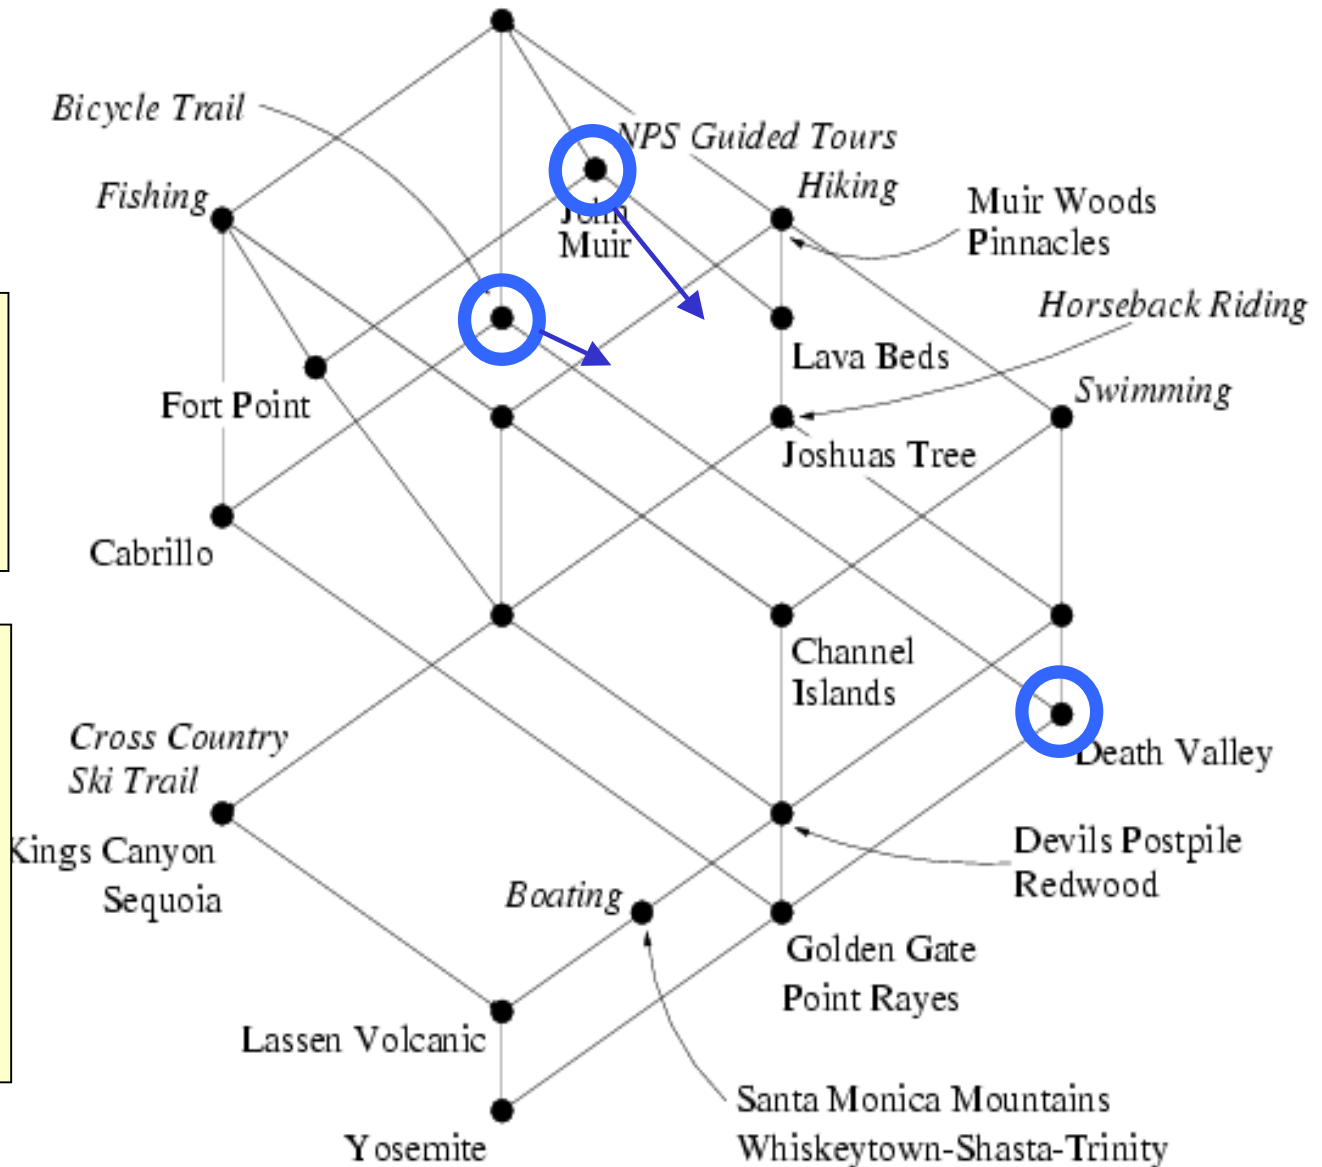 Bicycle Trail
NPS Guided Tours
Fishing
Hiking
Muir Woods
Pinnacles
John
Muir
Horseback Riding
Lava Beds
Swimming
Fort Point
Joshuas Tree
Cabrillo
Channel
Islands
Cross Country
Ski Trail
Death Valley
Kings Canyon
Sequoia
Devils Postpile
Redwood
Boating
Golden Gate
Point Rayes
Lassen Volcanic
Santa Monica Mountains
Whiskeytown-Shasta-Trinity
Yosemite